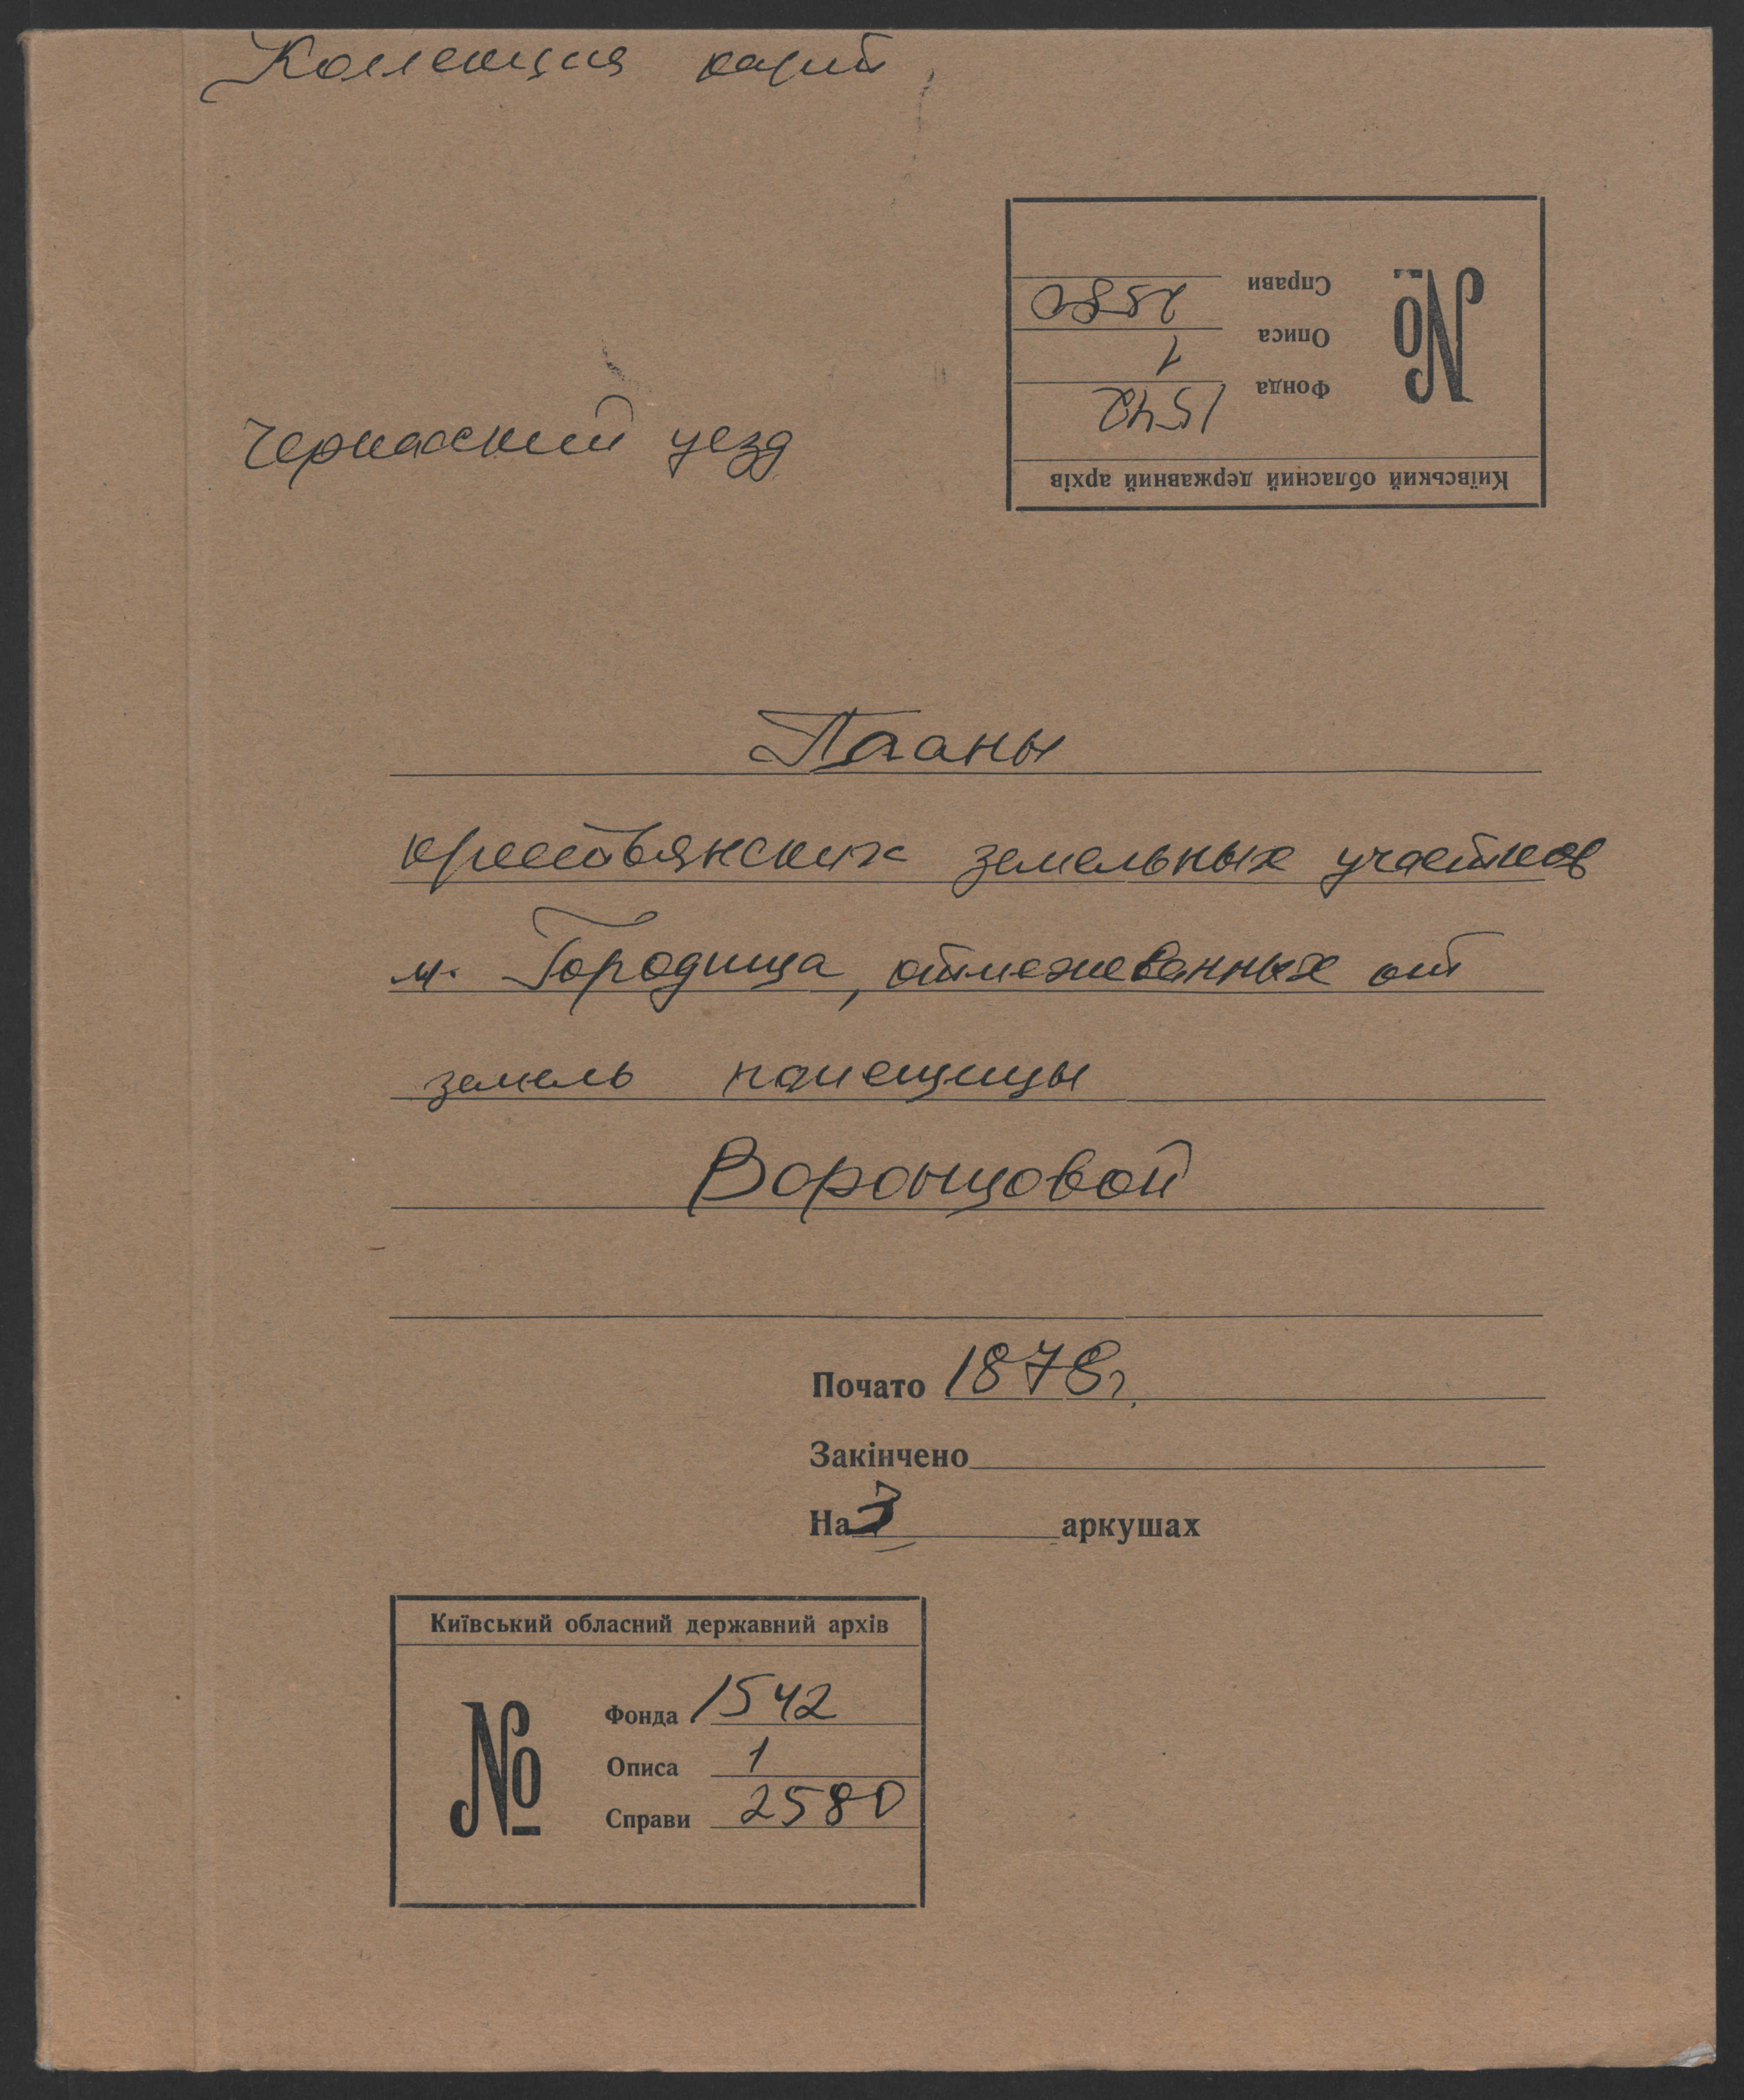 Коллекция карт
Київський обласний державний архів
№
Фонда 1542
Описа 1
Справи 2580
Черкасский уезд
Планы
крестьянских земельных участков
м. Городища, отмежеванных от
земель помещицы
Воронцовой
Почато 1878г.
Закінчено
На 3 аркушах
Київський обласний державний архів
№
Фонда 1542
Описа 1
Справи 2580